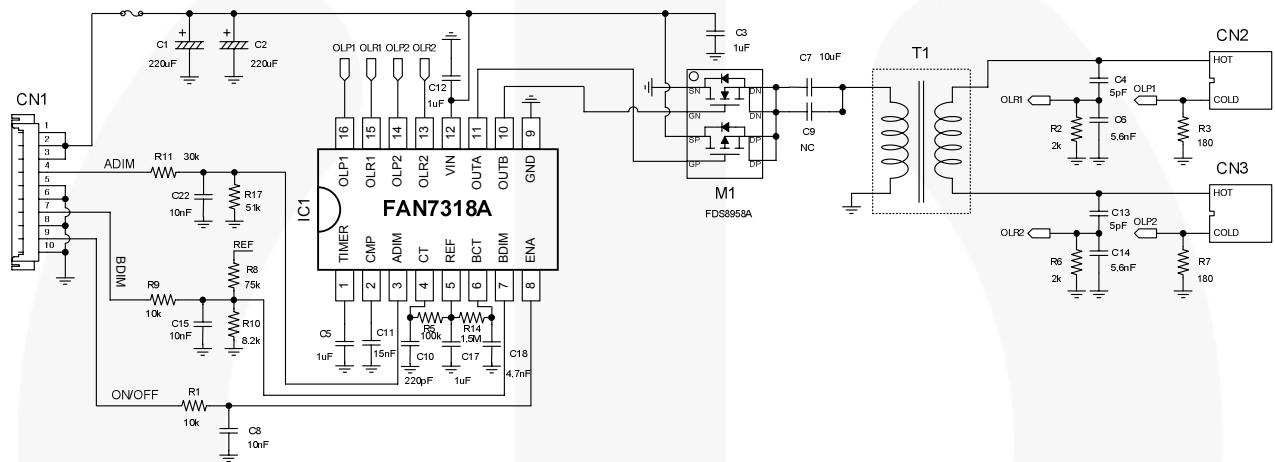 C1
220uF
C2
220uF
OLP1 OLR1 OLP2 OLR2
C12
1uF
C3
1uF
C7 10uF
C9
NC
T1
CN2
HOT
COLD
C4
5pF
OLR1
OLP1
C6
5.6nF
R2
2k
R3
180
CN1
1
2
3
4
5
6
7
8
9
10
ADIM
R11 30k
C22
10nF
R17
51k
16 15 14 13 12 11 10 9
OLP1 OLR1 OLP2 OLR2 VIN OUTA OUTB GND
IC1
FAN7318A
TIMER CMP ADIM CT REF BCT BDIM ENA
1 2 3 4 5 6 7 8
SN DN
GN DN
SP DP
GP DP
M1
FDS8958A
CN3
HOT
COLD
C13
5pF
OLR2
OLP2
C14
5.6nF
R6
2k
R7
180
BDIM
REF
R8
75k
R9
10k
C15
10nF
R10
8.2k
C5
1uF
C11
15nF
R5
100k
R14
1.5M
C10
220pF
C17
1uF
C18
4.7nF
ON/OFF
R1
10k
C8
10nF